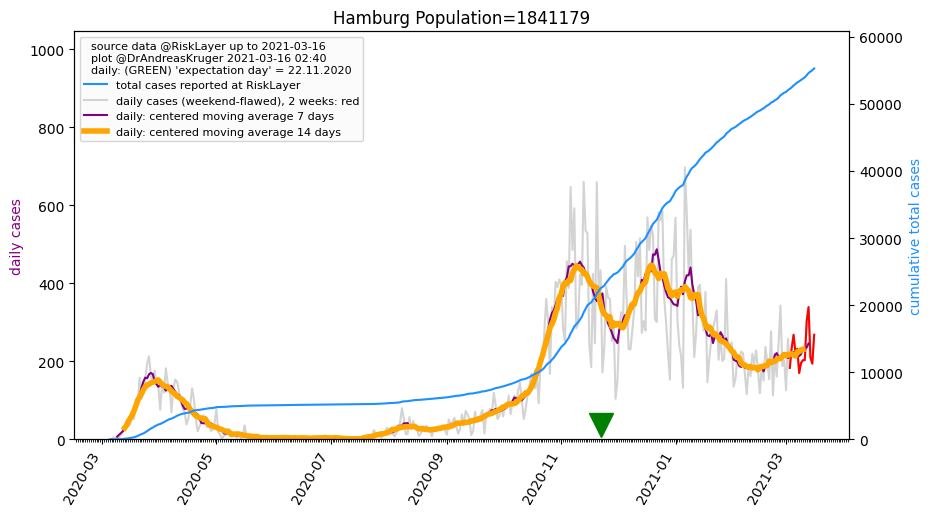 Hamburg Population=1841179
source data @RiskLayer up to 2021-03-16
plot @DrAndreasKruger 2021-03-16 02:40
daily: (GREEN) 'expectation day' = 22.11.2020
total cases reported at RiskLayer
daily cases (weekend-flawed), 2 weeks: red
daily: centered moving average 7 days
daily: centered moving average 14 days
daily cases
1000
800
600
400
200
0
cumulative total cases
60000
50000
40000
30000
20000
10000
0
2020-03
2020-05
2020-07
2020-09
2020-11
2021-01
2021-03